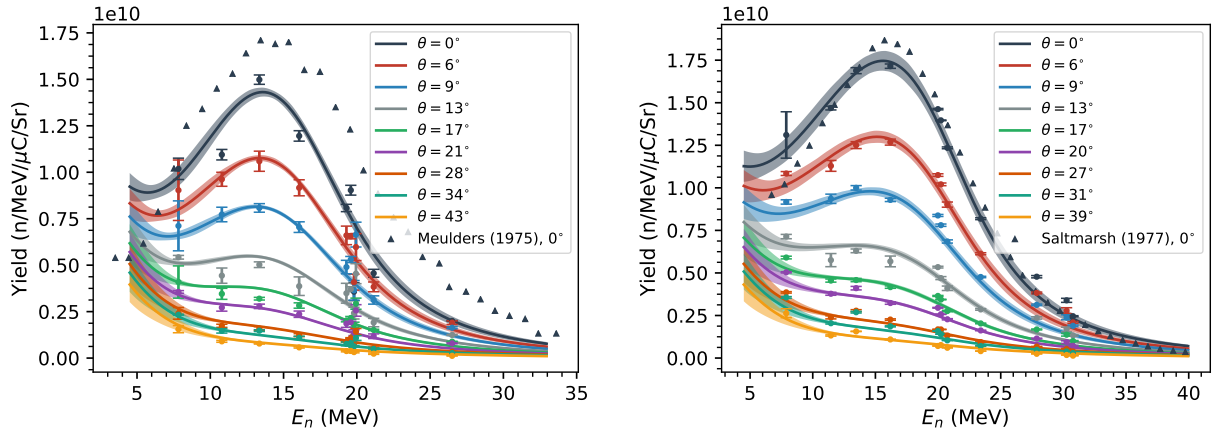 1e10
Yield (n/MeV/μC/Sr)
1.75
1.50
1.25
1.00
0.75
0.50
0.25
0.00
5
10
15
20
25
30
35
E_n (MeV)
θ = 0°
θ = 6°
θ = 9°
θ = 13°
θ = 17°
θ = 21°
θ = 28°
θ = 34°
θ = 43°
Meulders (1975), 0°
1e10
Yield (n/MeV/μC/Sr)
1.75
1.50
1.25
1.00
0.75
0.50
0.25
0.00
5
10
15
20
25
30
35
40
E_n (MeV)
θ = 0°
θ = 6°
θ = 9°
θ = 13°
θ = 17°
θ = 20°
θ = 27°
θ = 31°
θ = 39°
Saltmarsh (1977), 0°